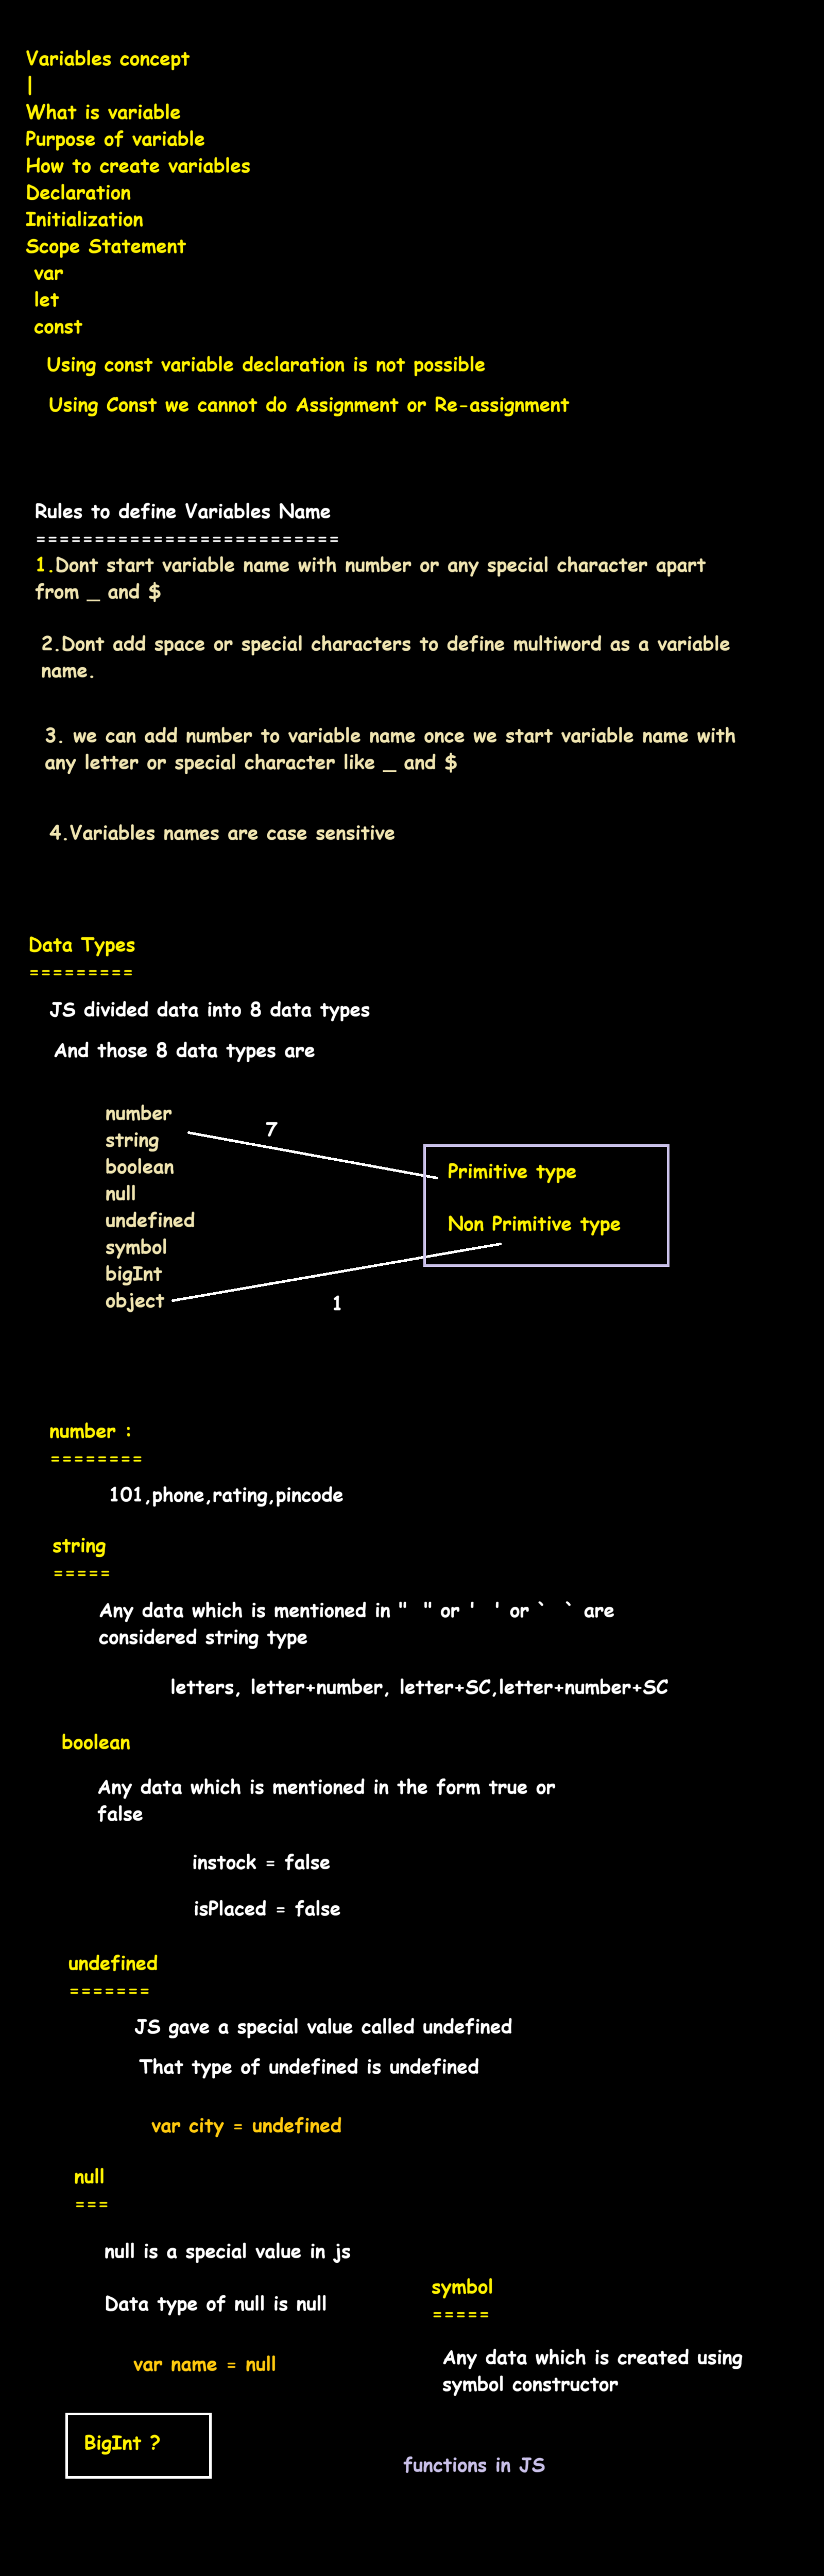 Variables concept
|
What is variable
Purpose of variable
How to create variables
Declaration
Initialization
Scope Statement
var
let
const
Using const variable declaration is not possible
Using Const we cannot do Assignment or Re-assignment
Rules to define Variables Name
==========================
1.Dont start variable name with number or any special character apart
from _ and $
2.Dont add space or special characters to define multiword as a variable
name.
3. we can add number to variable name once we start variable name with
any letter or special character like _ and $
4.Variables names are case sensitive
Data Types
=========
JS divided data into 8 data types
And those 8 data types are
number
string
boolean
null
undefined
symbol
bigInt
object
7
Primitive type
Non Primitive type
1
number :
========
101,phone,rating,pincode
string
=====
Any data which is mentioned in "  " or '  ' or `  ` are
considered string type
letters, letter+number, letter+SC,letter+number+SC
boolean
Any data which is mentioned in the form true or
false
instock = false
isPlaced = false
undefined
=======
JS gave a special value called undefined
That type of undefined is undefined
var city = undefined
null
===
null is a special value in js
Data type of null is null
var name = null
symbol
=====
Any data which is created using
symbol constructor
BigInt ?
functions in JS